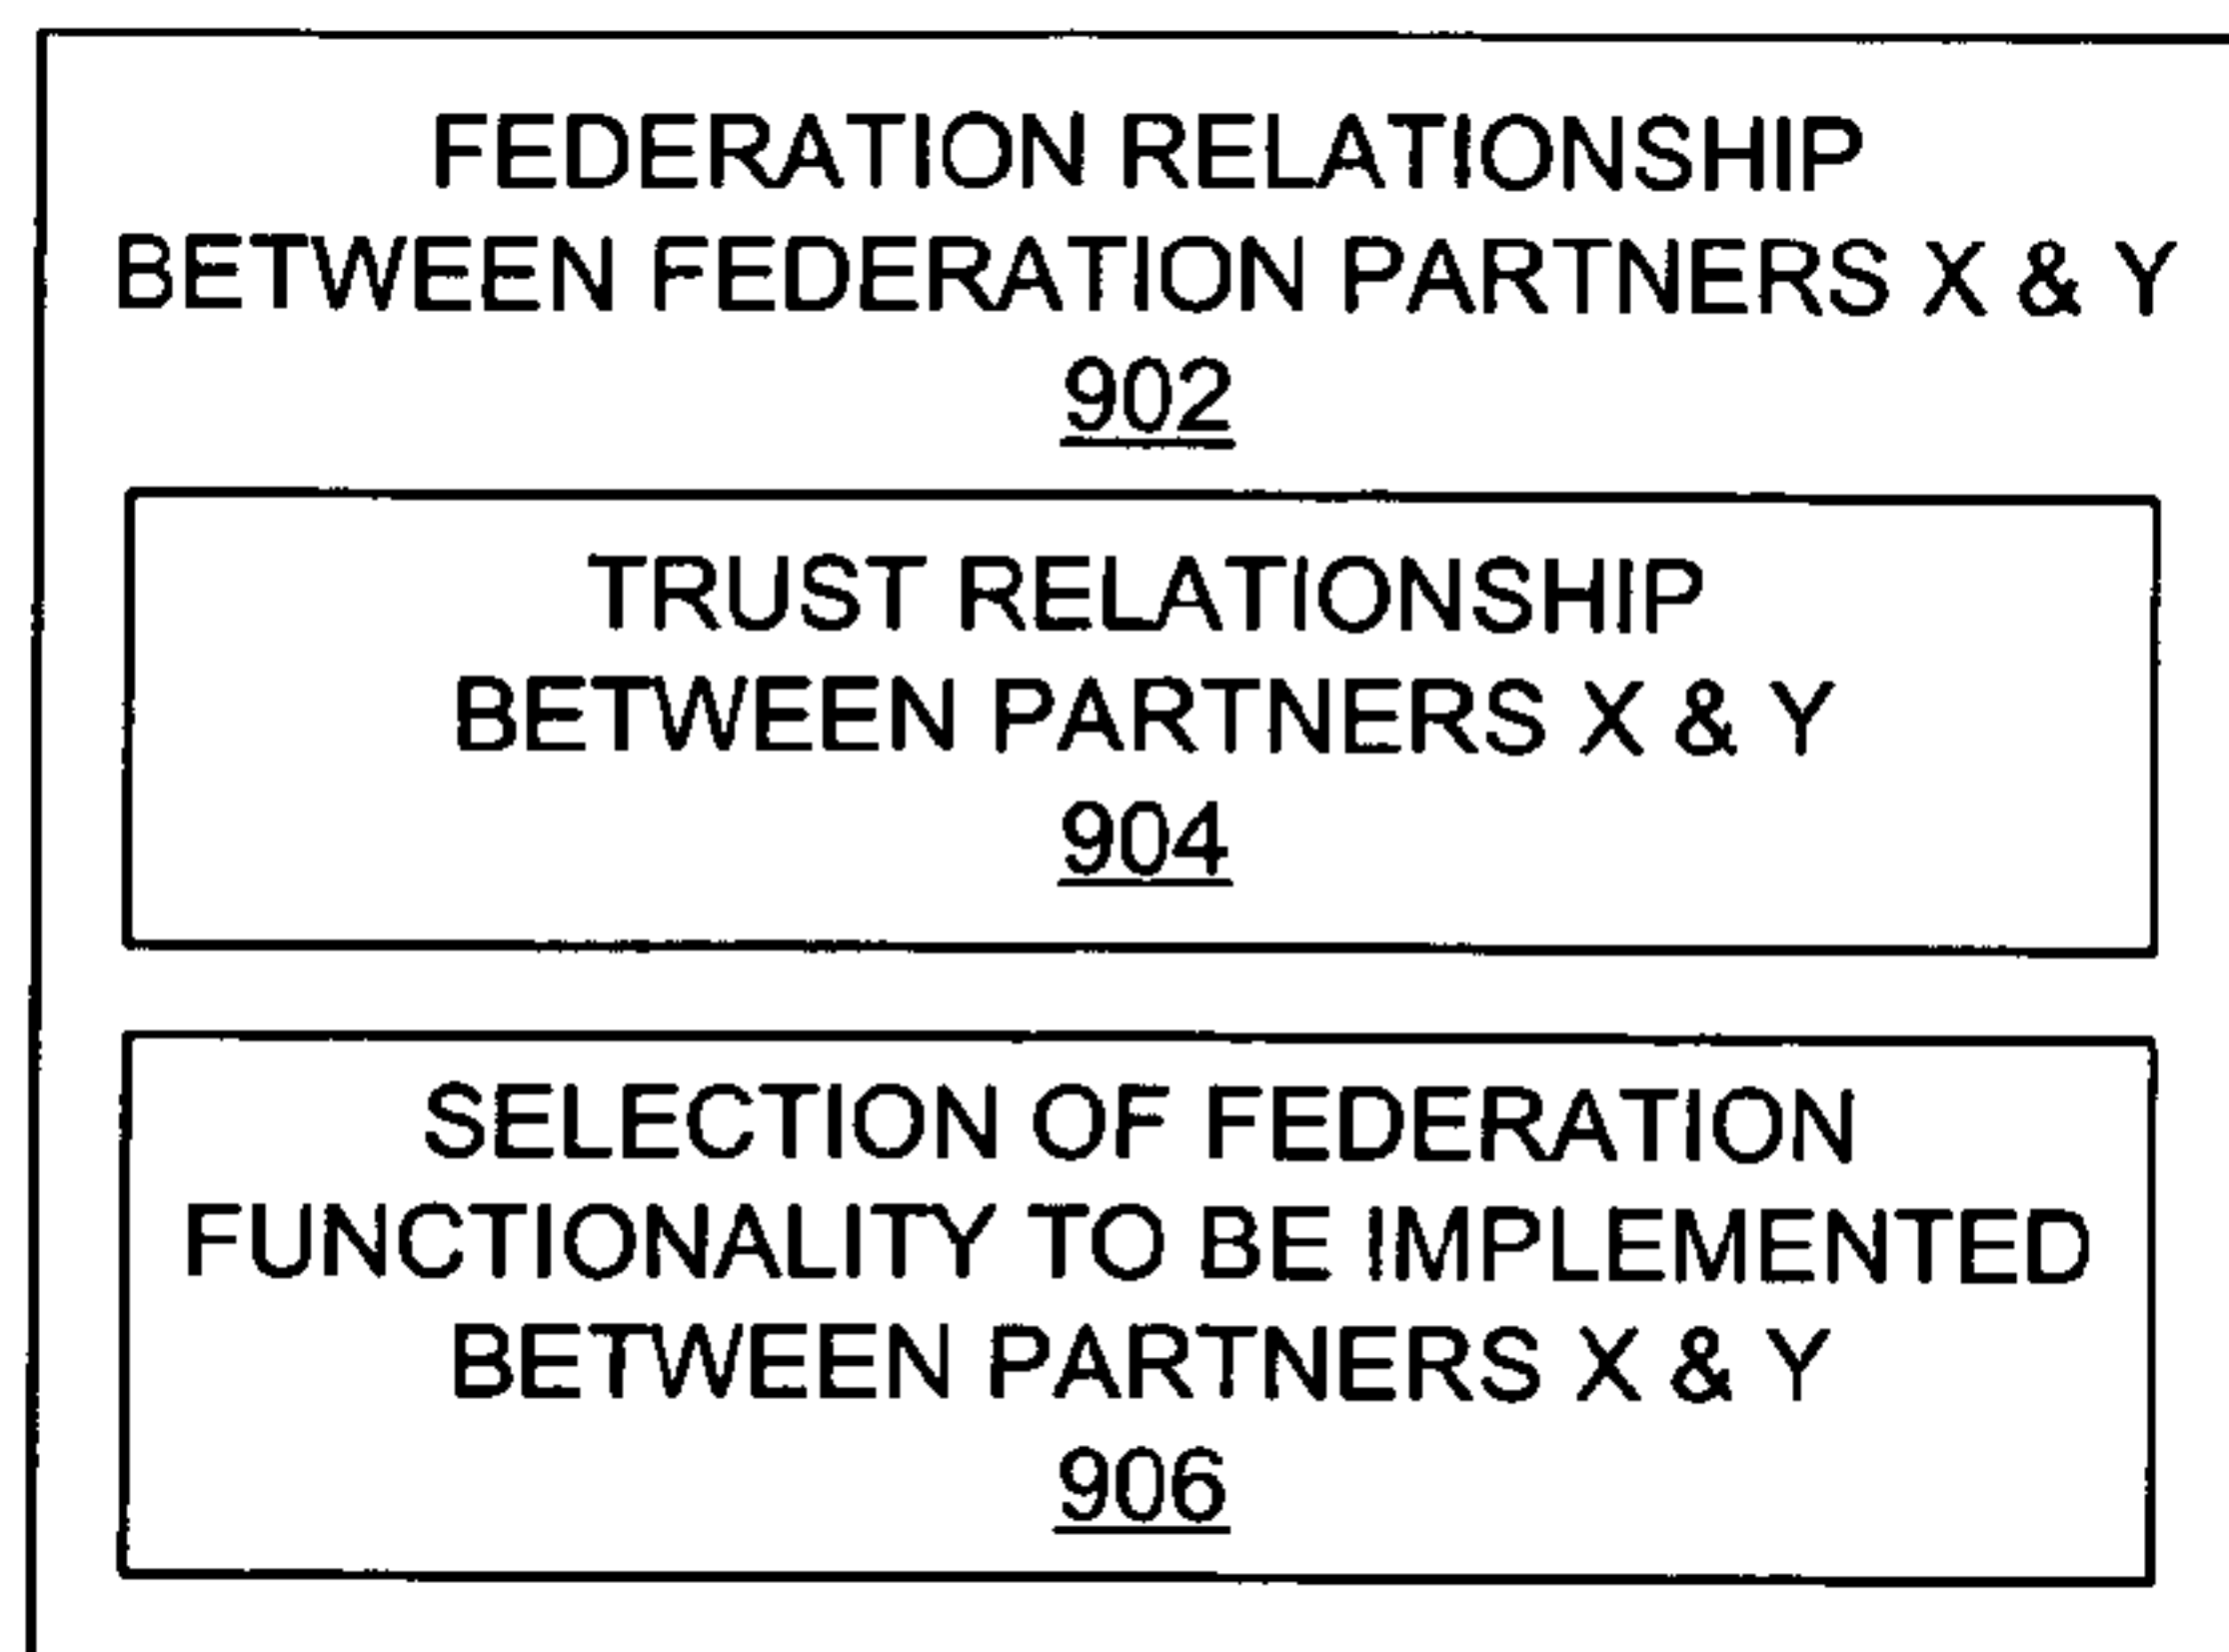 FEDERATION RELATIONSHIP
BETWEEN FEDERATION PARTNERS X & Y
902
TRUST RELATIONSHIP
BETWEEN PARTNERS X & Y
904
SELECTION OF FEDERATION
FUNCTIONALITY TO BE IMPLEMENTED
BETWEEN PARTNERS X & Y
906